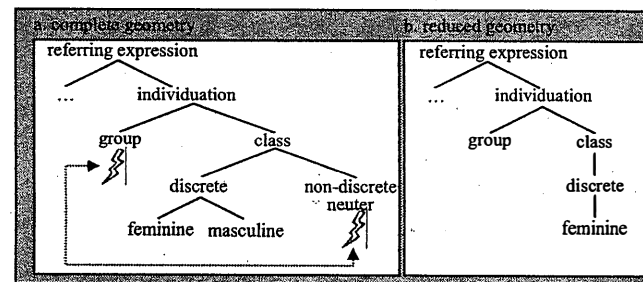 a. complete geometry
referring expression
...
individuation
group
class
discrete
non-discrete
neuter
feminine
masculine
b. reduced geometry
referring expression
...
individuation
group
class
discrete
feminine